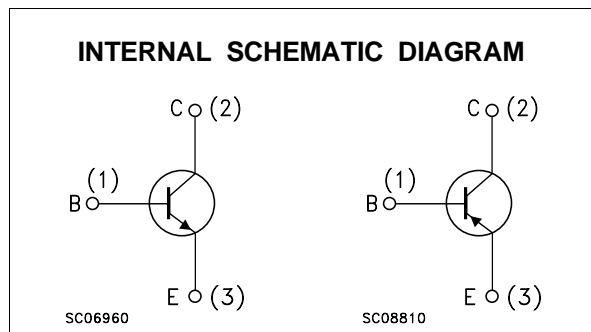 INTERNAL SCHEMATIC DIAGRAM
C (2)
(1)
B
E (3)
SC06960
C (2)
(1)
B
E (3)
SC08810